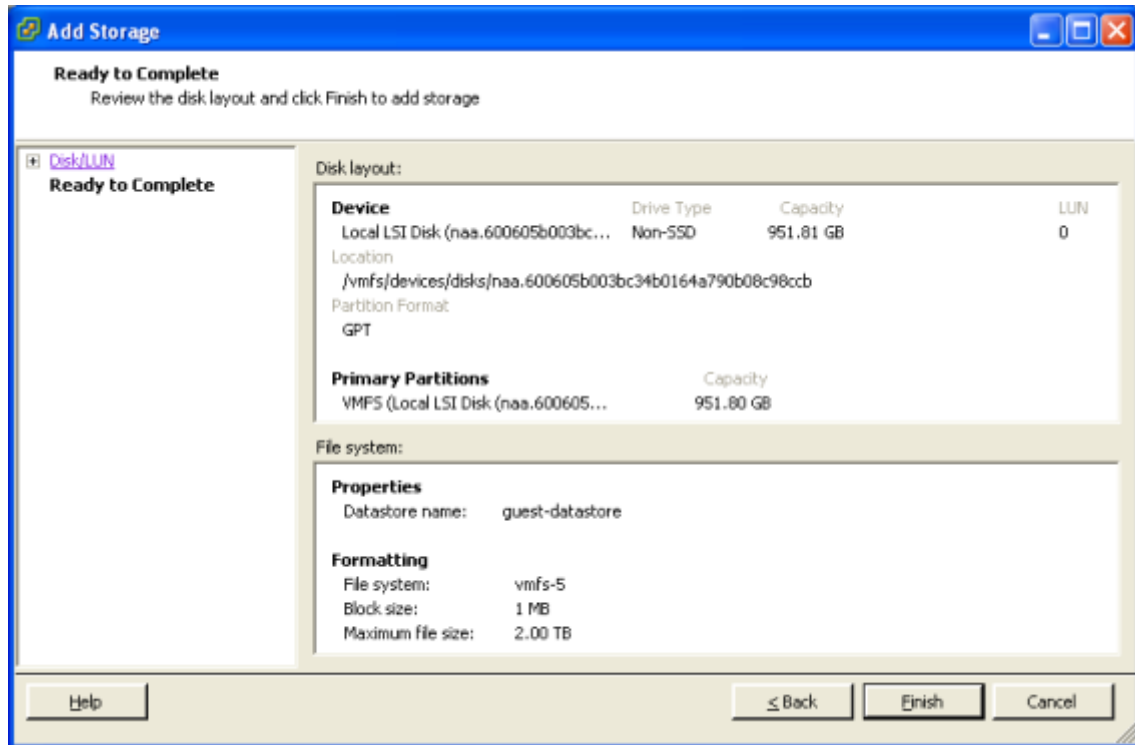 Add Storage
Ready to Complete
Review the disk layout and click Finish to add storage
Disk/LUN
Ready to Complete
Disk layout:
Device Drive Type Capacity LUN
Local LSI Disk (naa.600605b003bc... Non-SSD 951.81 GB 0
Location
/vmfs/devices/disks/naa.600605b003bc34b0164a790b08c98ccb
Partition Format
GPT
Primary Partitions Capacity
VMFS (Local LSI Disk (naa.600605... 951.80 GB
File system:
Properties
Datastore name: guest-datastore
Formatting
File system: vmfs-5
Block size: 1 MB
Maximum file size: 2.00 TB
Help < Back Finish Cancel